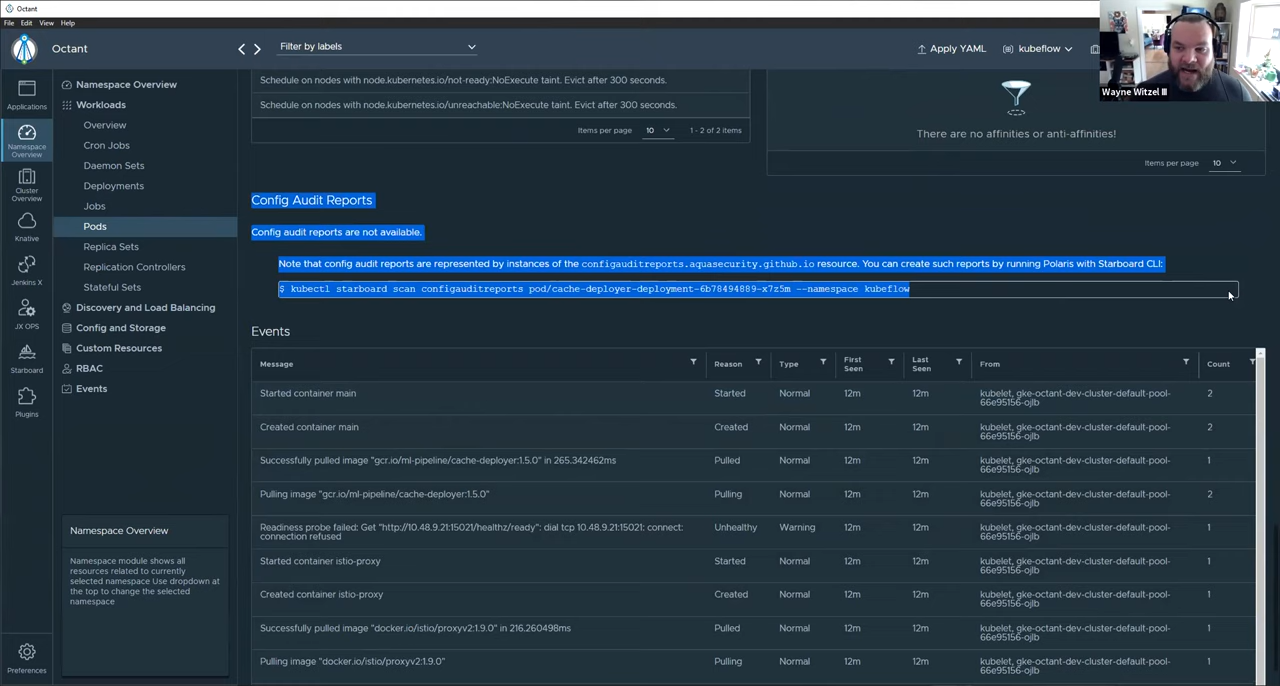 Octant
File Edit View Help
Octant
Filter by labels
Apply YAML
kubeflow
Wayne Witzel III
Applications
Namespace
Overview
Cluster
Overview
Knative
Jenkins X
JX OPS
Starboard
Plugins
Preferences
Namespace Overview
Workloads
Overview
Cron Jobs
Daemon Sets
Deployments
Jobs
Pods
Replica Sets
Replication Controllers
Stateful Sets
Discovery and Load Balancing
Config and Storage
Custom Resources
RBAC
Events
Namespace Overview
Namespace module shows all
resources related to currently
selected namespace Use dropdown at
the top to change the selected
namespace
Schedule on nodes with node.kubernetes.io/not-ready:NoExecute taint. Evict after 300 seconds.
Schedule on nodes with node.kubernetes.io/unreachable:NoExecute taint. Evict after 300 seconds.
Items per page 10 1 - 2 of 2 items
There are no affinities or anti-affinities!
Items per page 10
Config Audit Reports
Config audit reports are not available.
Note that config audit reports are represented by instances of the configauditreports.aquasecurity.github.io resource. You can create such reports by running Polaris with Starboard CLI:
$ kubectl starboard scan configauditreports pod/cache-deployer-deployment-6b78494889-x7z5m --namespace kubeflow
Events
Message Reason Type First Seen Last Seen From Count
Started container main Started Normal 12m 12m kubelet, gke-octant-dev-cluster-default-pool-66e95156-ojlb 2
Created container main Created Normal 12m 12m kubelet, gke-octant-dev-cluster-default-pool-66e95156-ojlb 2
Successfully pulled image "gcr.io/ml-pipeline/cache-deployer:1.5.0" in 265.342462ms Pulled Normal 12m 12m kubelet, gke-octant-dev-cluster-default-pool-66e95156-ojlb 1
Pulling image "gcr.io/ml-pipeline/cache-deployer:1.5.0" Pulling Normal 12m 12m kubelet, gke-octant-dev-cluster-default-pool-66e95156-ojlb 2
Readiness probe failed: Get "http://10.48.9.21:15021/healthz/ready": dial tcp 10.48.9.21:15021: connect: connection refused Unhealthy Warning 12m 12m kubelet, gke-octant-dev-cluster-default-pool-66e95156-ojlb 1
Started container istio-proxy Started Normal 12m 12m kubelet, gke-octant-dev-cluster-default-pool-66e95156-ojlb 1
Created container istio-proxy Created Normal 12m 12m kubelet, gke-octant-dev-cluster-default-pool-66e95156-ojlb 1
Successfully pulled image "docker.io/istio/proxyv2:1.9.0" in 216.260498ms Pulled Normal 12m 12m kubelet, gke-octant-dev-cluster-default-pool-66e95156-ojlb 1
Pulling image "docker.io/istio/proxyv2:1.9.0" Pulling Normal 12m 12m kubelet, gke-octant-dev-cluster-default-pool-66e95156-ojlb 1